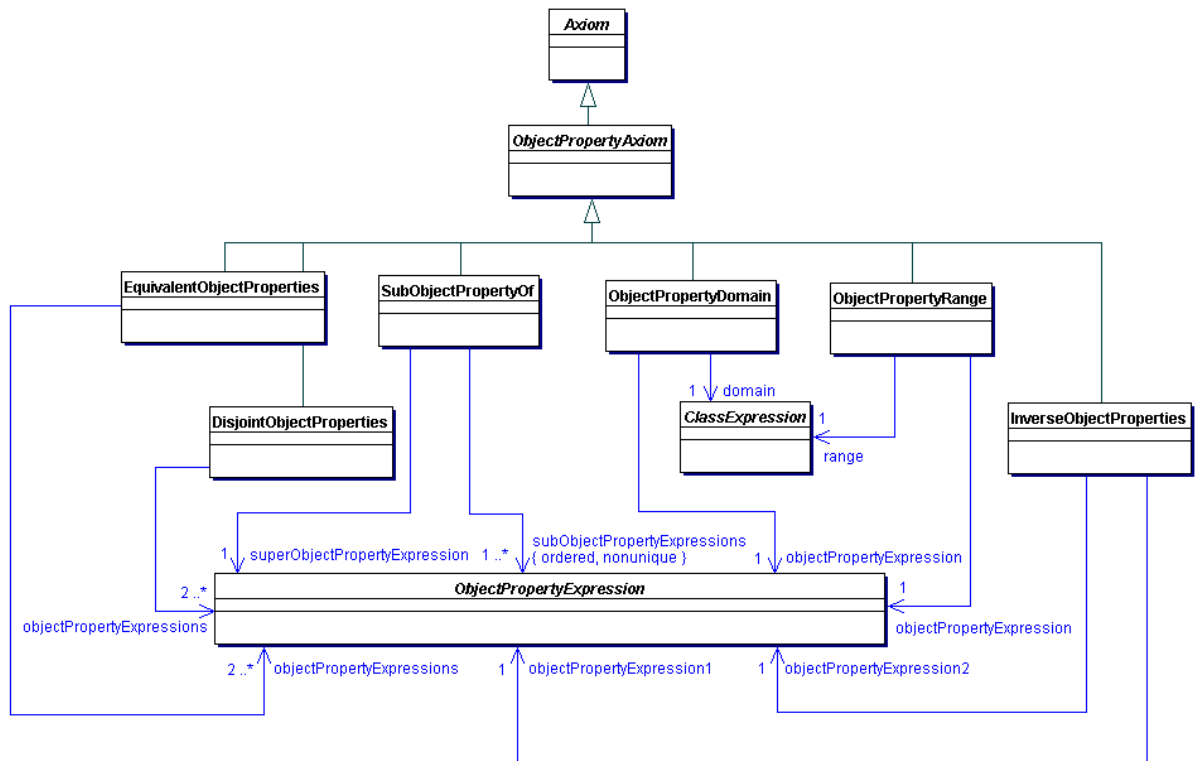 Axiom
ObjectPropertyAxiom
EquivalentObjectProperties
SubObjectPropertyOf
ObjectPropertyDomain
ObjectPropertyRange
1
domain
DisjointObjectProperties
ClassExpression
1
InverseObjectProperties
range
1
superObjectPropertyExpression
1 ..*
subObjectPropertyExpressions
{ ordered, nonunique }
1
objectPropertyExpression
ObjectPropertyExpression
2 ..*
1
objectPropertyExpressions
objectPropertyExpression
2 ..*
objectPropertyExpressions
1
objectPropertyExpression1
1
objectPropertyExpression2